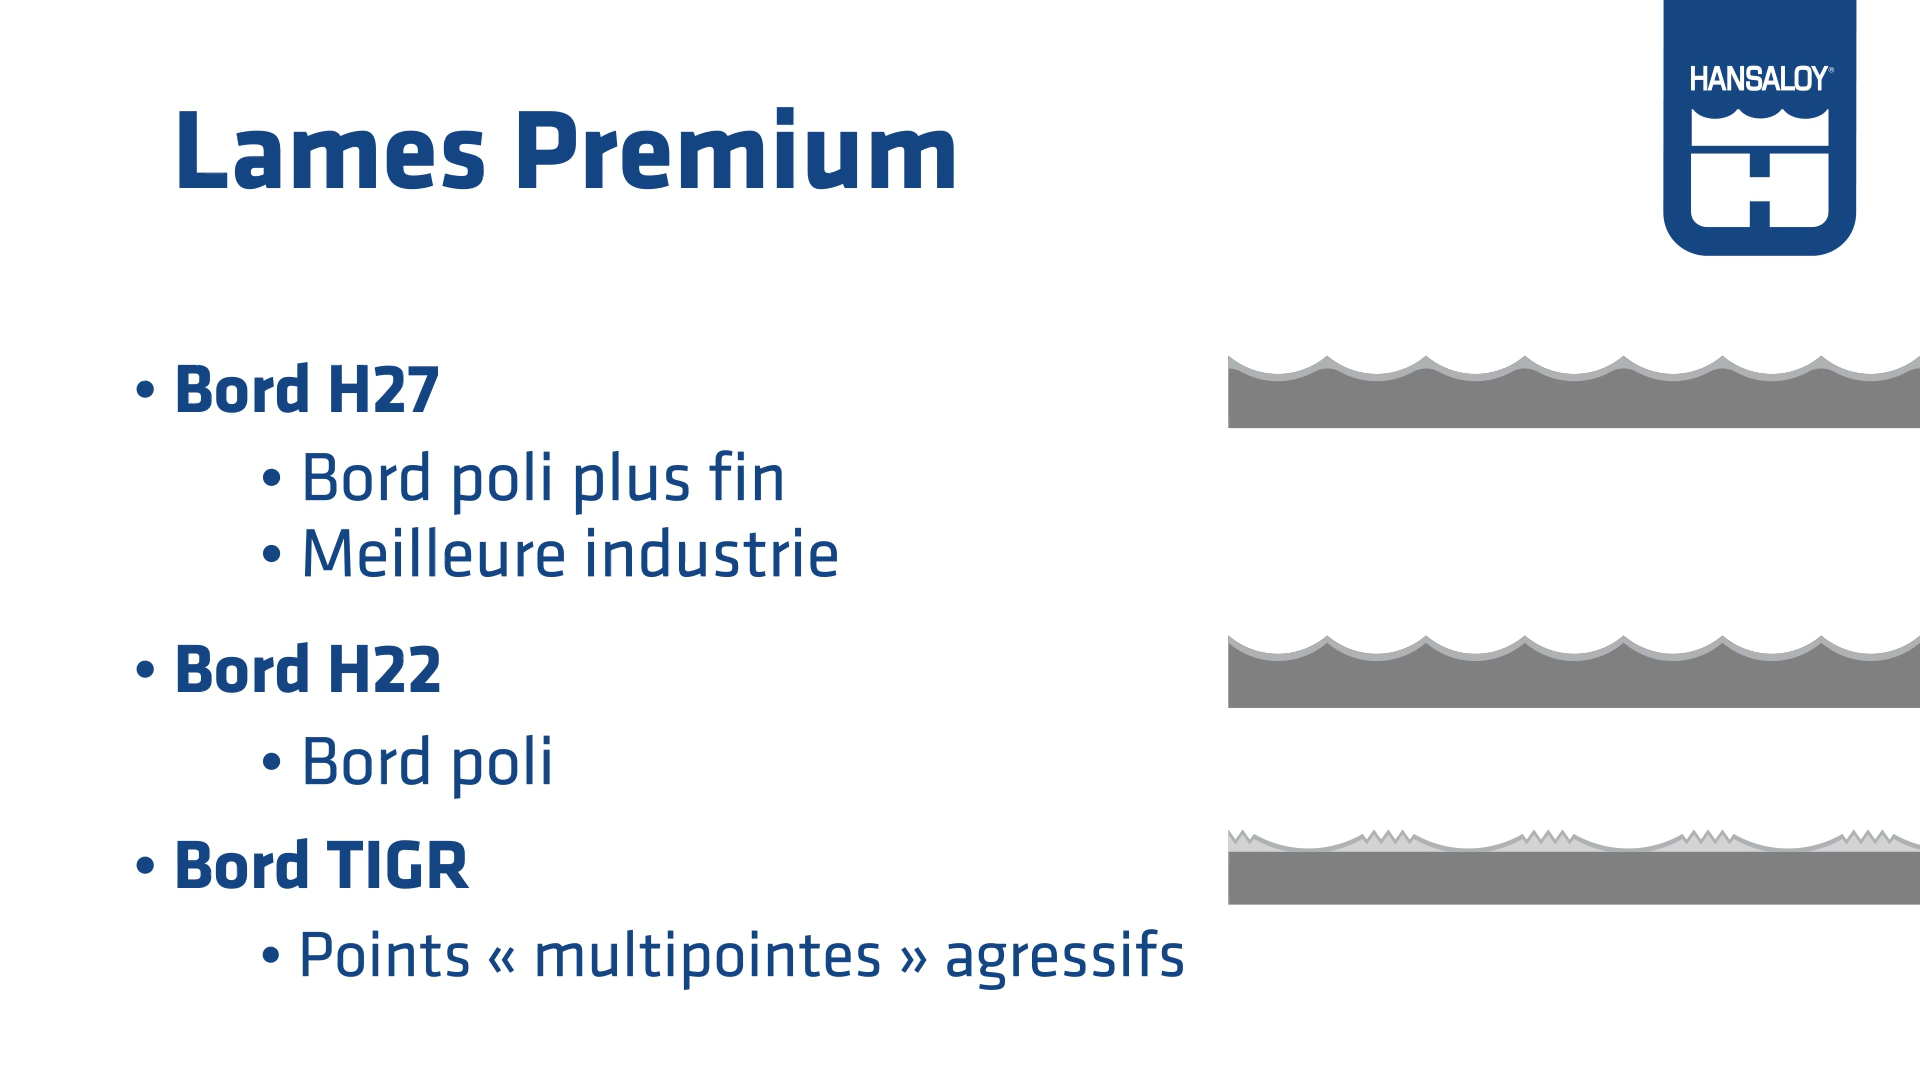 HANSALOY®
Lames Premium
• Bord H27
• Bord poli plus fin
• Meilleure industrie
• Bord H22
• Bord poli
• Bord TIGR
• Points « multipointes » agressifs